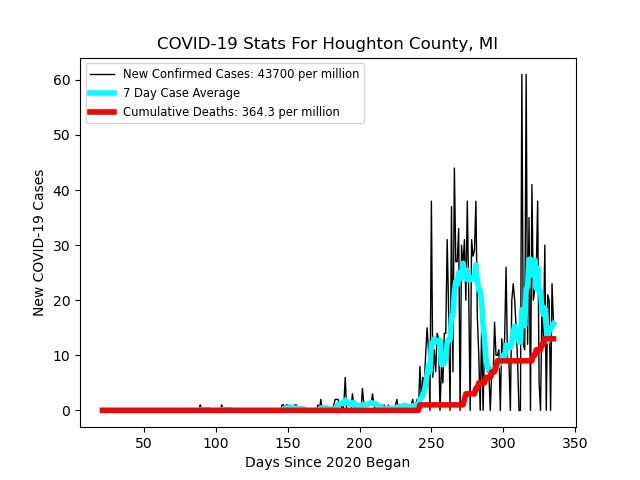 COVID-19 Stats For Houghton County, MI
New Confirmed Cases: 43700 per million
7 Day Case Average
Cumulative Deaths: 364.3 per million
New COVID-19 Cases
60
50
40
30
20
10
0
50 100 150 200 250 300 350
Days Since 2020 Began